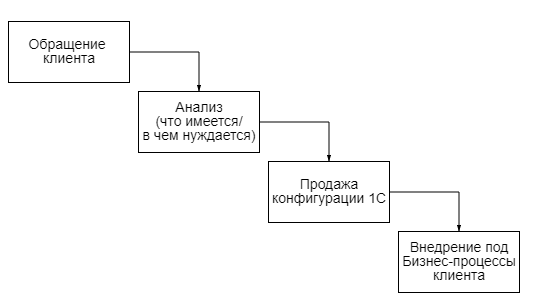 Обращение
клиента
Анализ
(что имеется/
в чем нуждается)
Продажа
конфигурации 1С
Внедрение под
Бизнес-процессы
клиента